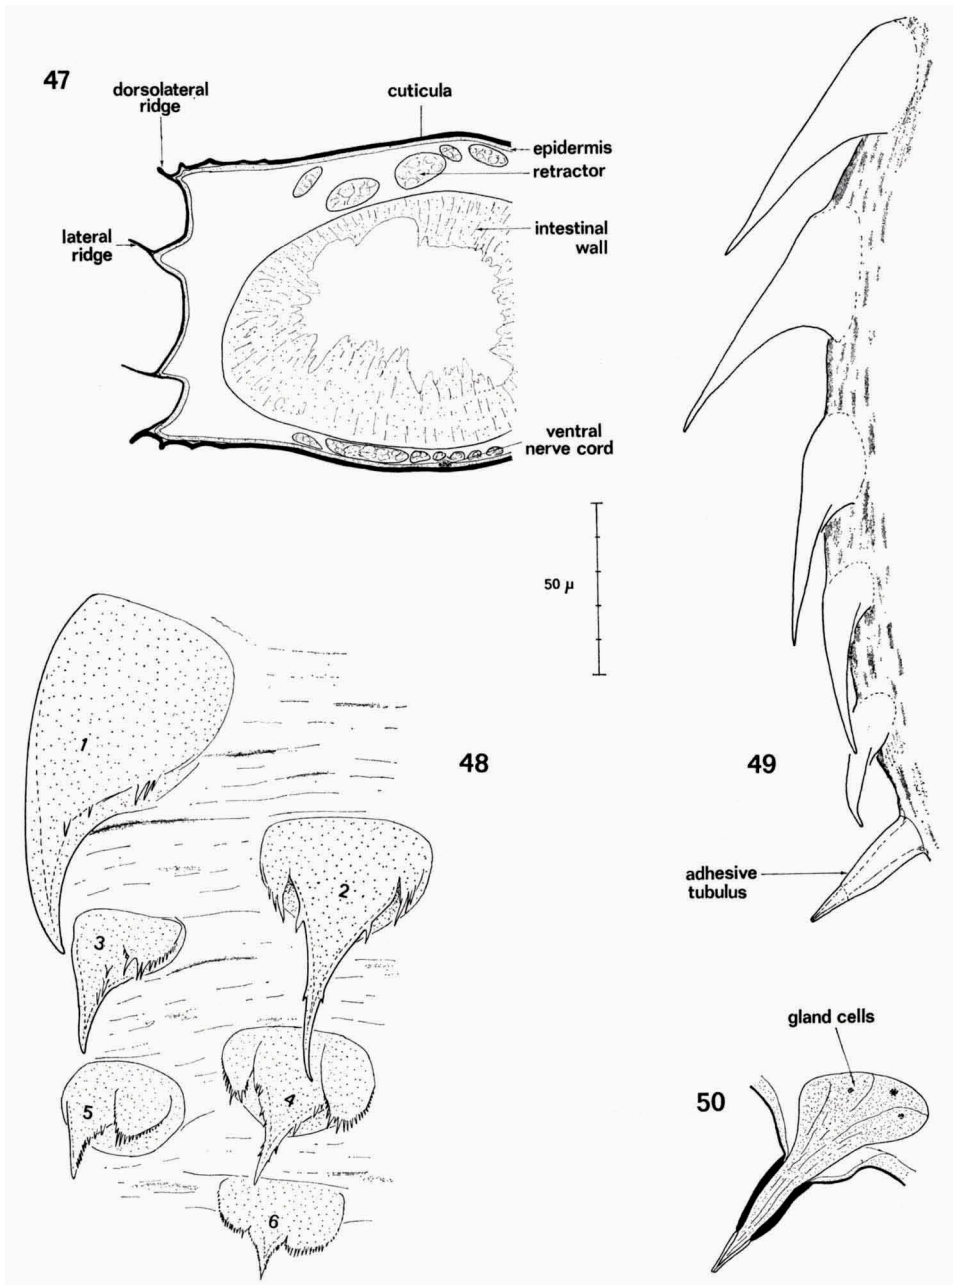 47
dorsolateral
ridge
cuticula
epidermis
retractor
lateral
ridge
intestinal
wall
ventral
nerve cord
50 µ
1
48
49
2
adhesive
tubulus
3
gland cells
4
5
50
6